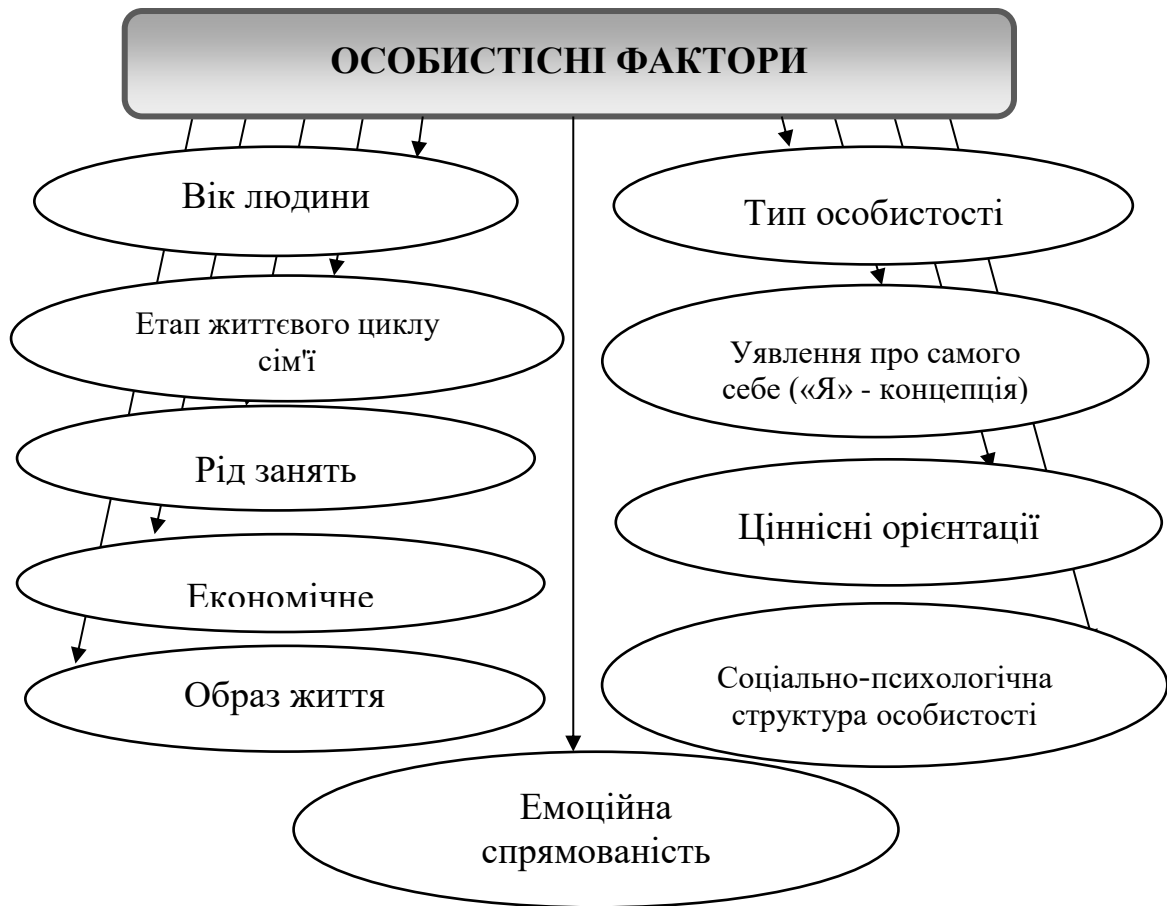 ОСОБИСТІСНІ ФАКТОРИ
Вік людини
Етап життєвого циклу
сім'ї
Рід занять
Економічне
Образ життя
Тип особистості
Уявлення про самого
себе («Я» - концепція)
Ціннісні орієнтації
Соціально-психологічна
структура особистості
Емоційна
спрямованість